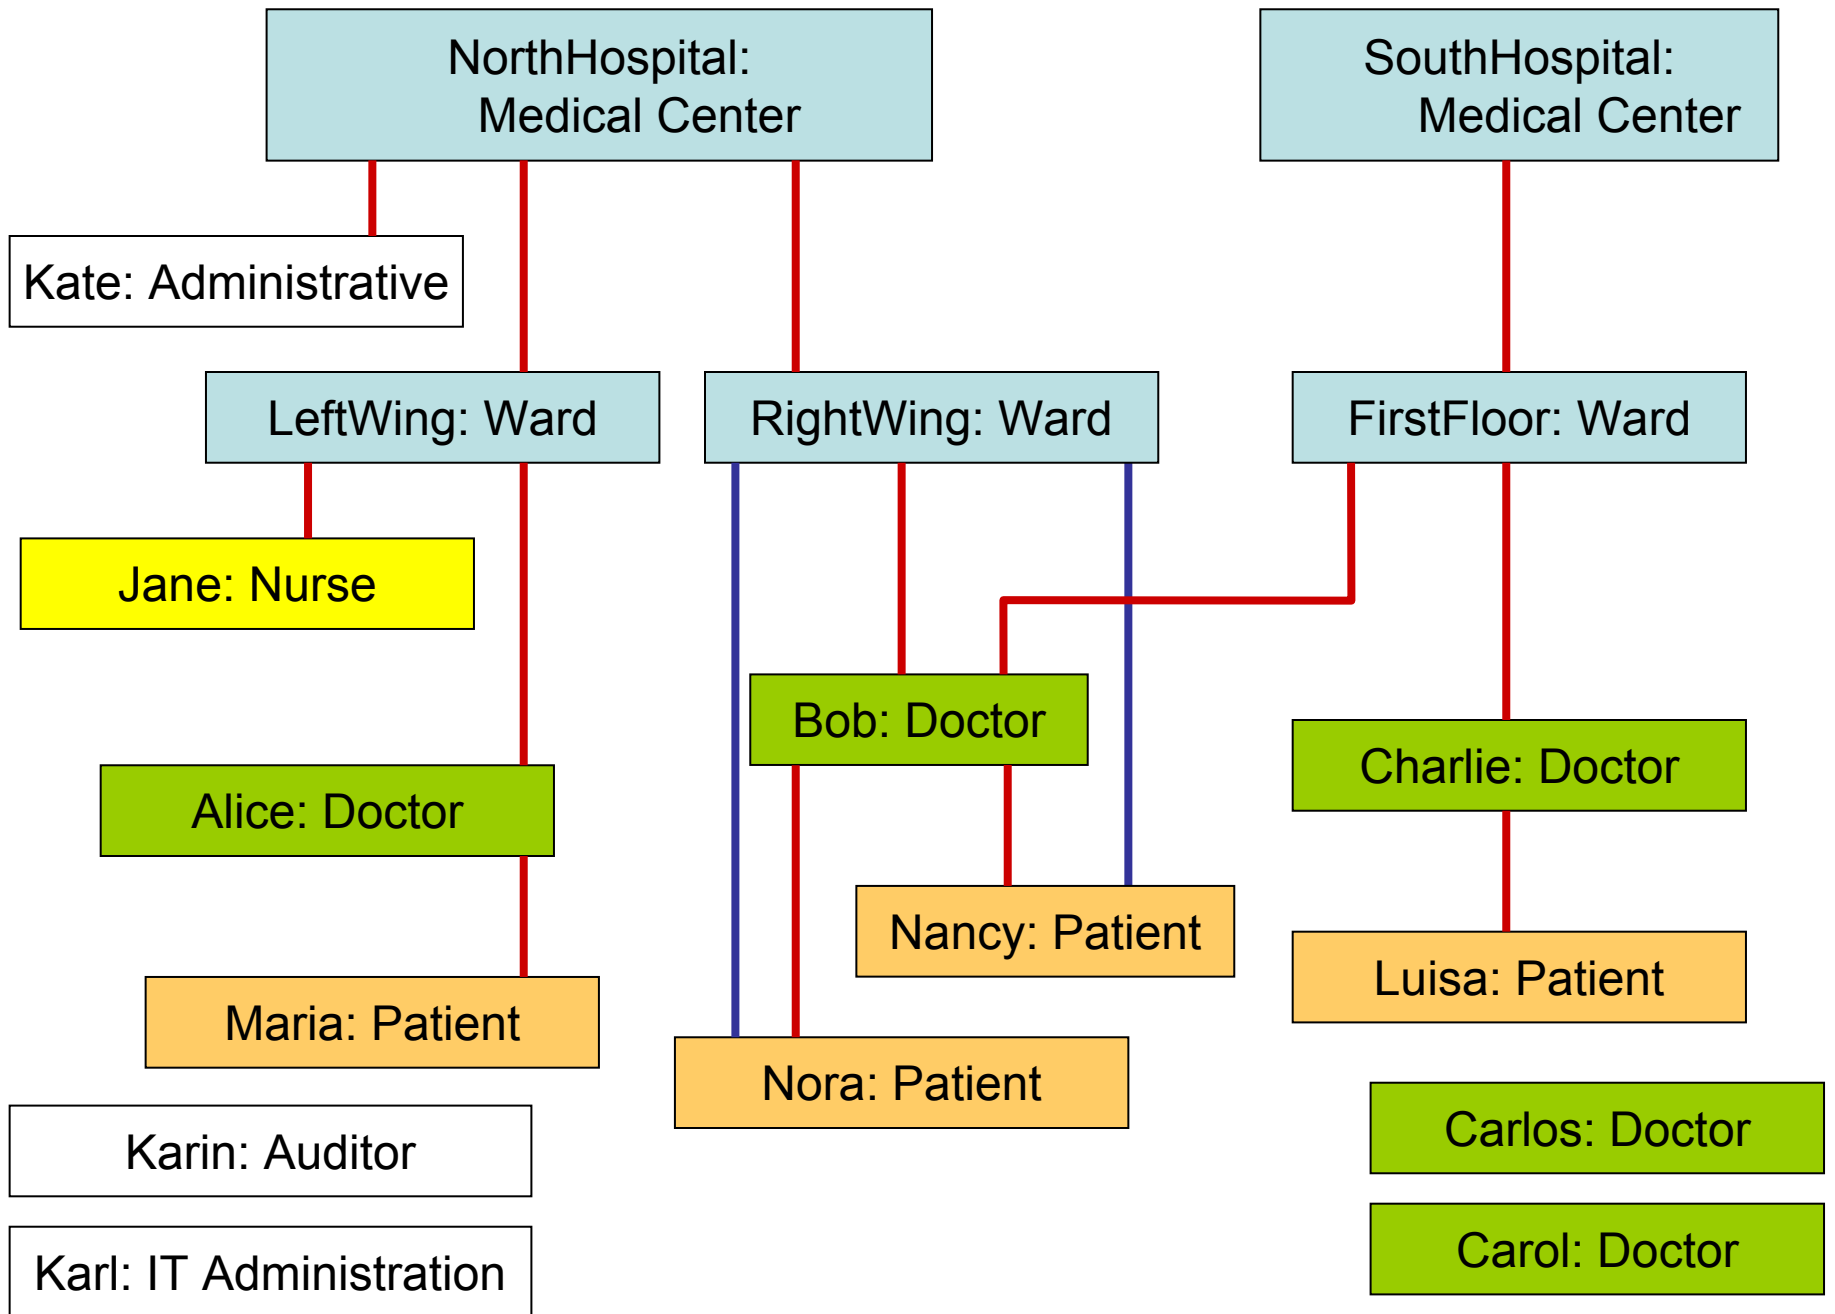 NorthHospital:
Medical Center
SouthHospital:
Medical Center
Kate: Administrative
LeftWing: Ward
RightWing: Ward
FirstFloor: Ward
Jane: Nurse
Bob: Doctor
Charlie: Doctor
Alice: Doctor
Nancy: Patient
Luisa: Patient
Maria: Patient
Nora: Patient
Carlos: Doctor
Karin: Auditor
Carol: Doctor
Karl: IT Administration